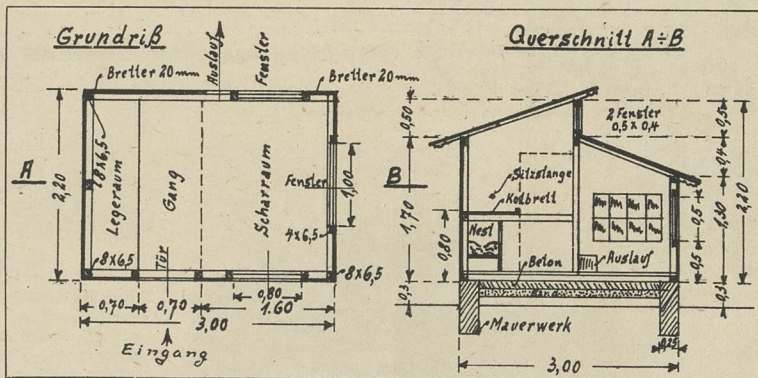 Grundriß
Auslauf
Fenster
Bretter 20 mm
Bretter 20 mm
A
2,20
8x6,5
Legeraum
Gang
Scharraum
Fenster
1,00
4x6,5
8x6,5
Tür
0,80
8x6,5
0,70
0,70
1.60
3,00
Eingang
Querschnitt A÷B
0,50
2 Fenster
0,5 x 0,4
0,5
0,4
B
1,70
0,80
0,3
Sitzstange
Kotbrett
Nest
Beton
Auslauf
0,5
0,5
1,30
2,20
0,3
Mauerwerk
0,25
3,00